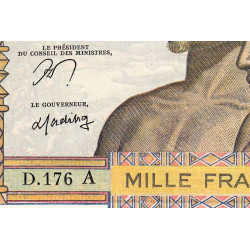 LE PRÉSIDENT
DU CONSEIL DES MINISTRES,
LE GOUVERNEUR,
D.176 A
MILLE FRA